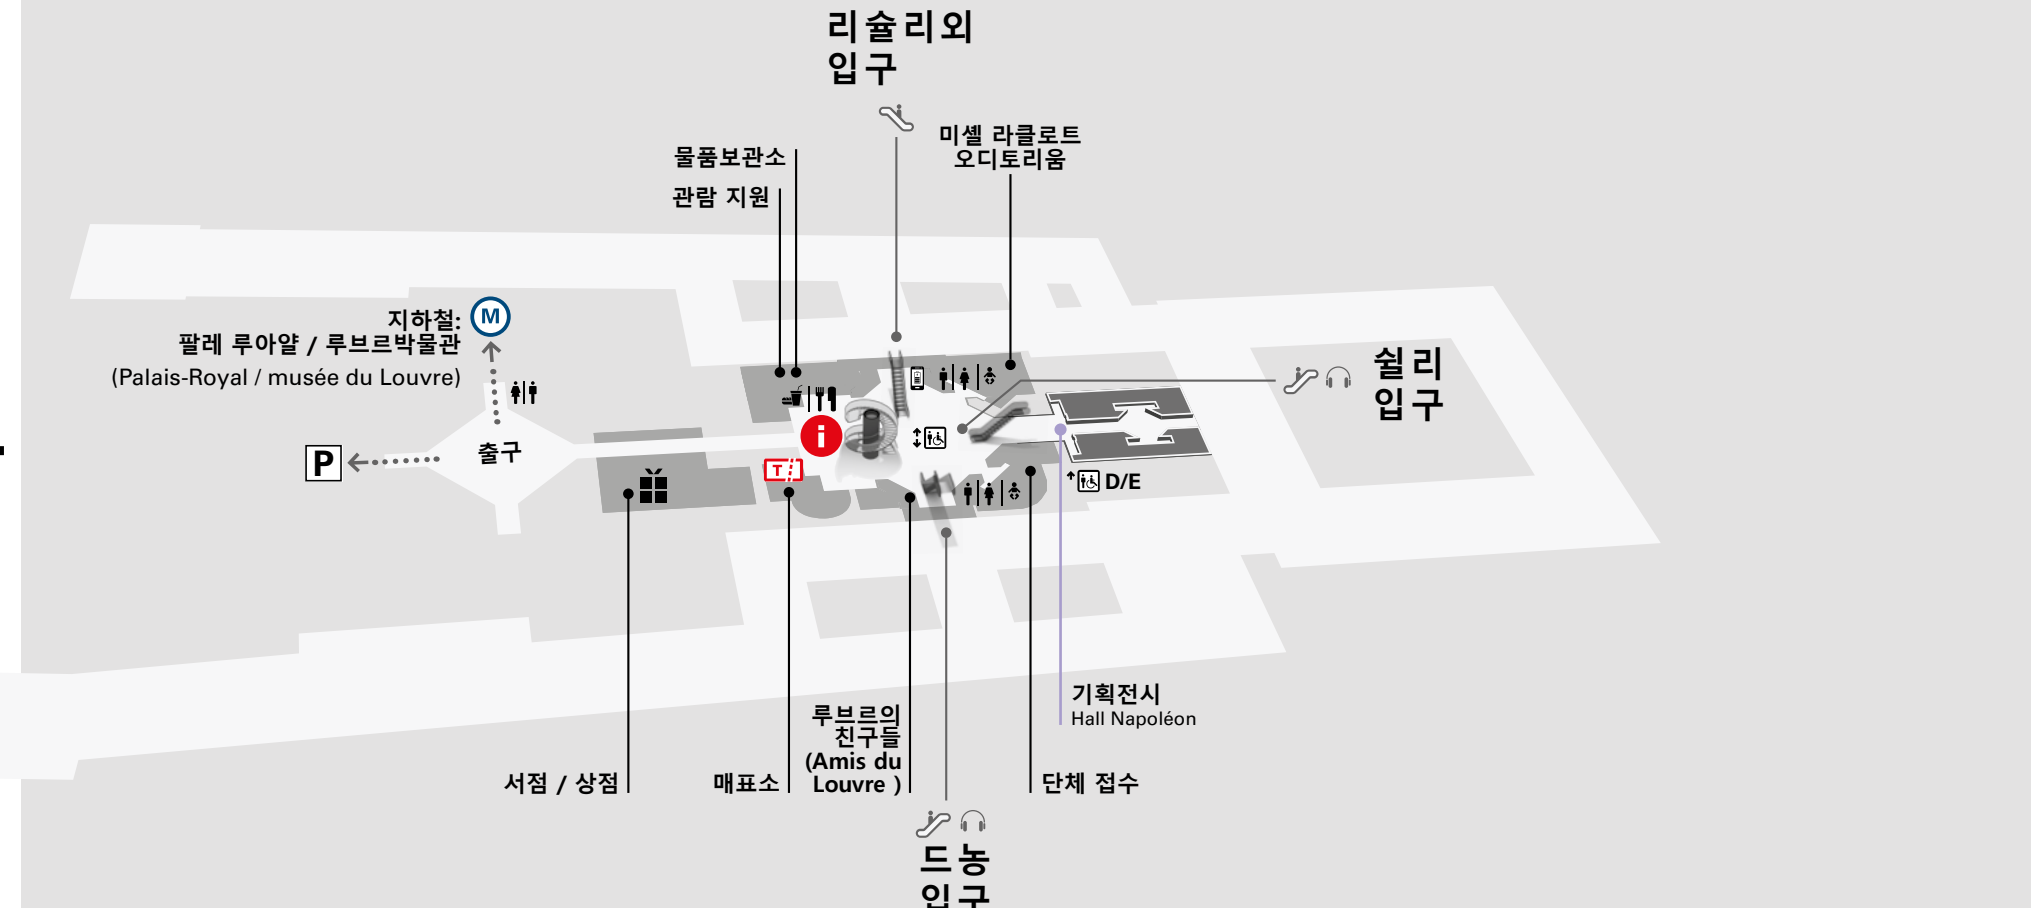 리슐리외
입구
미셸 라클로트
오디토리움
물품보관소
관람 지원
지하철:
M
팔레 루아얄 / 루브르박물관
(Palais-Royal / musée du Louvre)
쉴리
입구
출구
P
i
T
D/E
기획전시
Hall Napoléon
루브르의
친구들
(Amis du
Louvre )
서점 / 상점
매표소
단체 접수
드농
입구